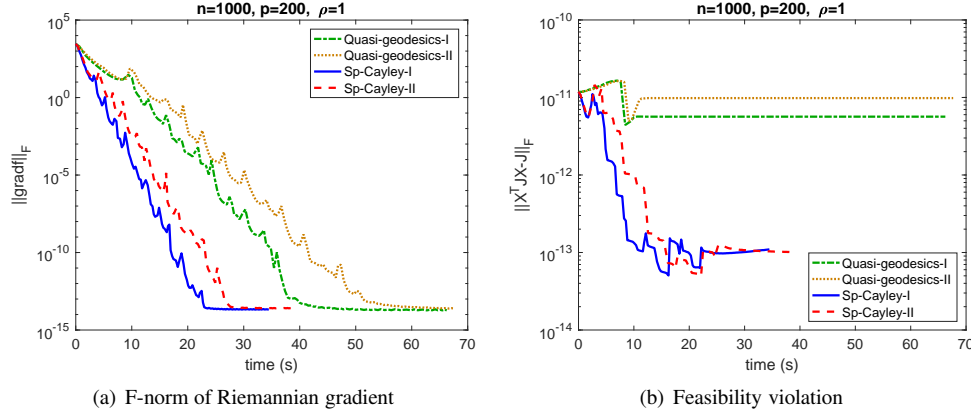 n=1000, p=200, ρ=1
10^5
10^0
10^-5
10^-10
10^-15
||gradf||_F
0 10 20 30 40 50 60 70
time (s)
Quasi-geodesics-I
Quasi-geodesics-II
Sp-Cayley-I
Sp-Cayley-II
(a) F-norm of Riemannian gradient
n=1000, p=200, ρ=1
10^-10
10^-11
10^-12
10^-13
10^-14
||X^TJX-J||_F
0 10 20 30 40 50 60 70
time (s)
Quasi-geodesics-I
Quasi-geodesics-II
Sp-Cayley-I
Sp-Cayley-II
(b) Feasibility violation